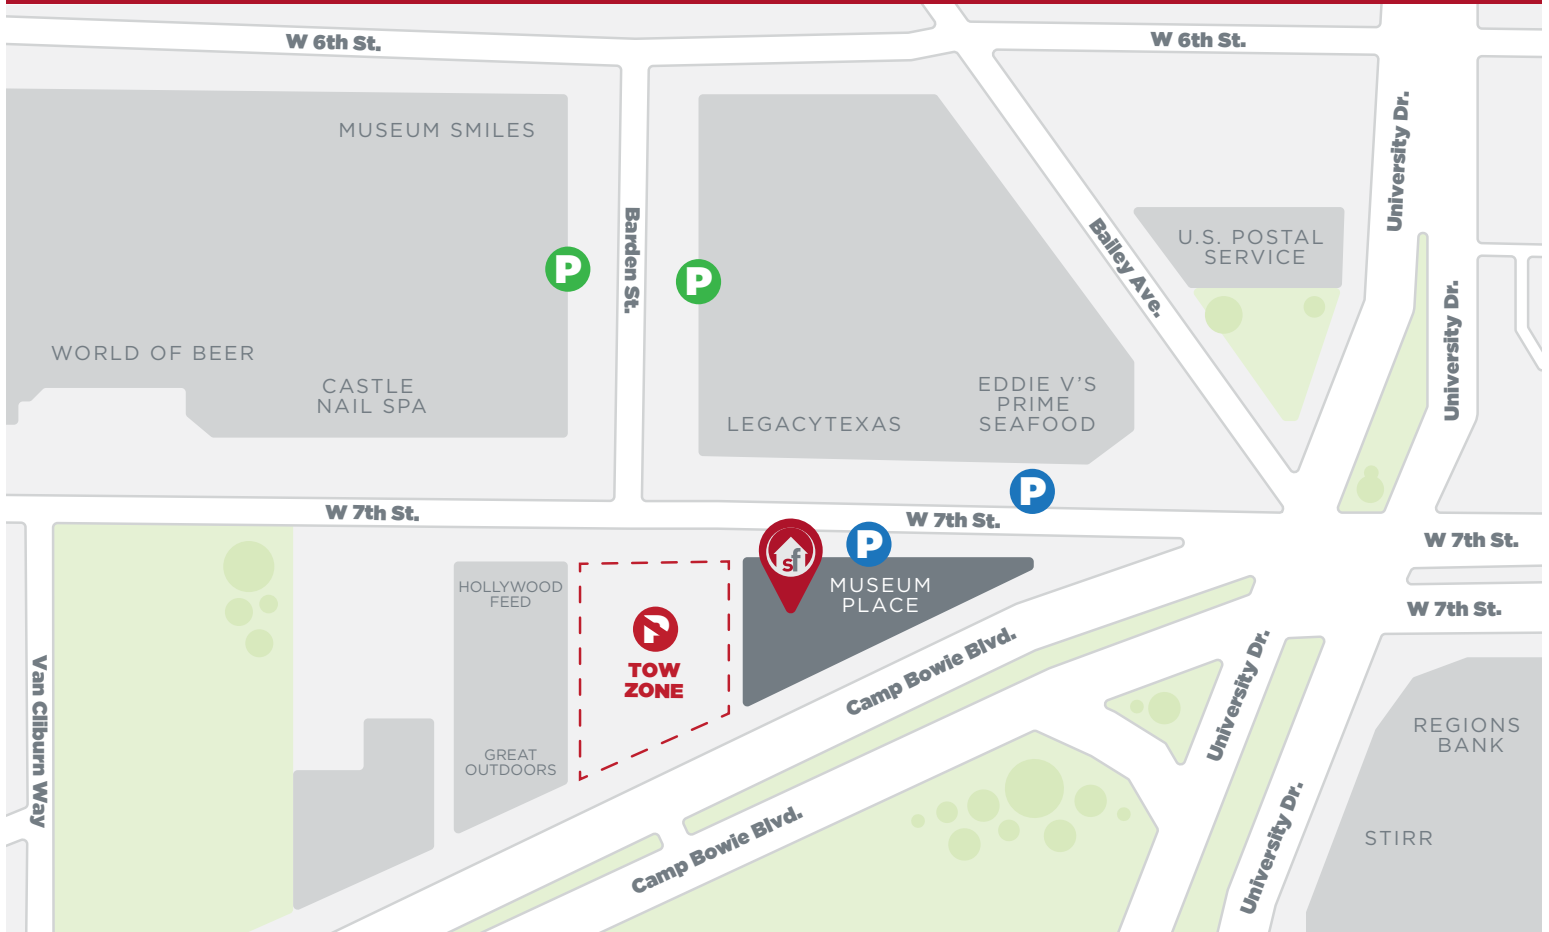 W 6th St.
W 6th St.
MUSEUM SMILES
University Dr.
Barden St.
Bailey Ave.
U.S. POSTAL
SERVICE
P
P
University Dr.
WORLD OF BEER
CASTLE
NAIL SPA
EDDIE V'S
PRIME
SEAFOOD
LEGACYTEXAS
P
W 7th St.
W 7th St.
W 7th St.
P
sf
HOLLYWOOD
FEED
MUSEUM
PLACE
W 7th St.
P
TOW
ZONE
Camp Bowie Blvd.
University Dr.
Van Cliburn Way
REGIONS
BANK
GREAT
OUTDOORS
Camp Bowie Blvd.
University Dr.
STIRR